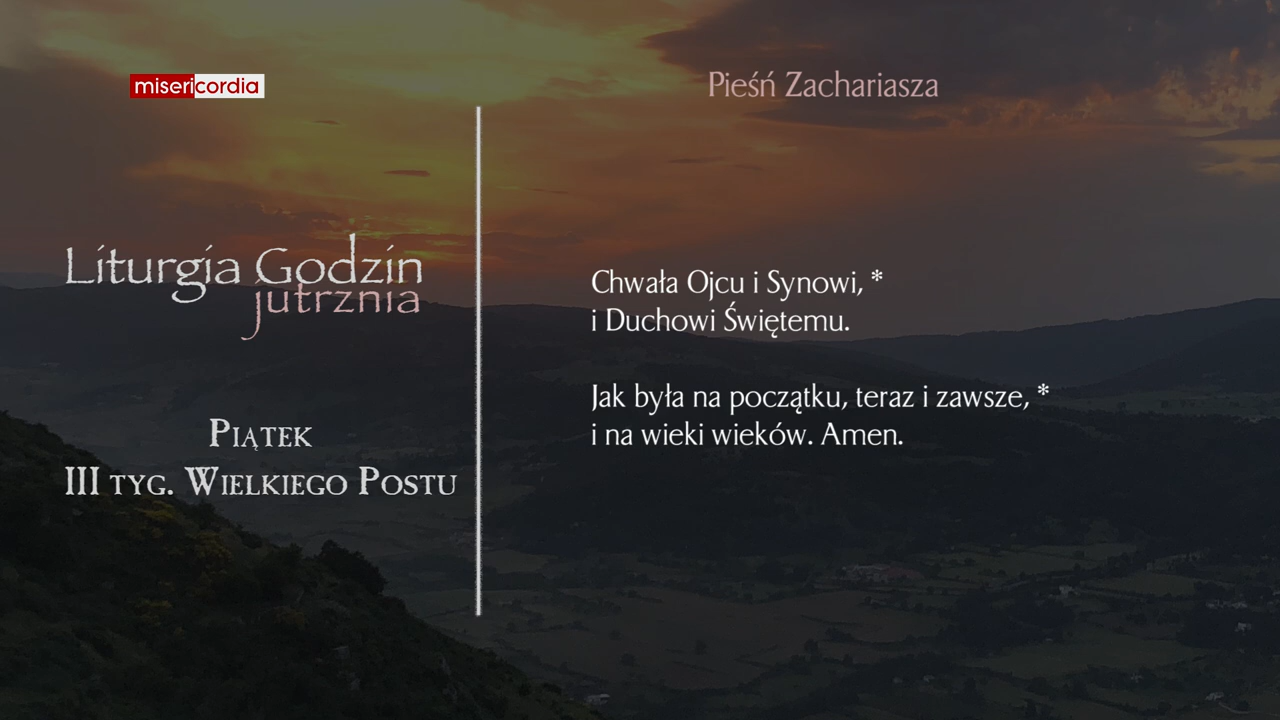 misericordia
Liturgia Godzin
jutrznia
Piątek
III tyg. Wielkiego Postu
Pieśń Zachariasza
Chwała Ojcu i Synowi, *
i Duchowi Świętemu.
Jak była na początku, teraz i zawsze, *
i na wieki wieków. Amen.